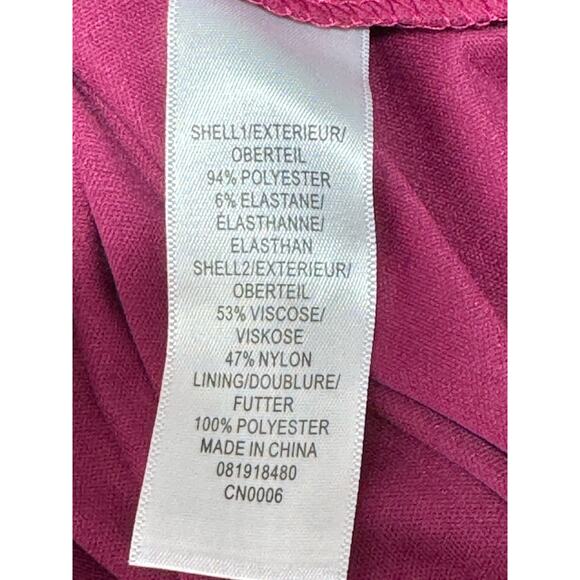 SHELL1/EXTERIEUR/
OBERTEIL
94% POLYESTER
6% ELASTANE/
ÉLASTHANNE/
ELASTHAN
SHELL2/EXTERIEUR/
OBERTEIL
53% VISCOSE/
VISKOSE
47% NYLON
LINING/DOUBLURE/
FUTTER
100% POLYESTER
MADE IN CHINA
081918480
CN0006